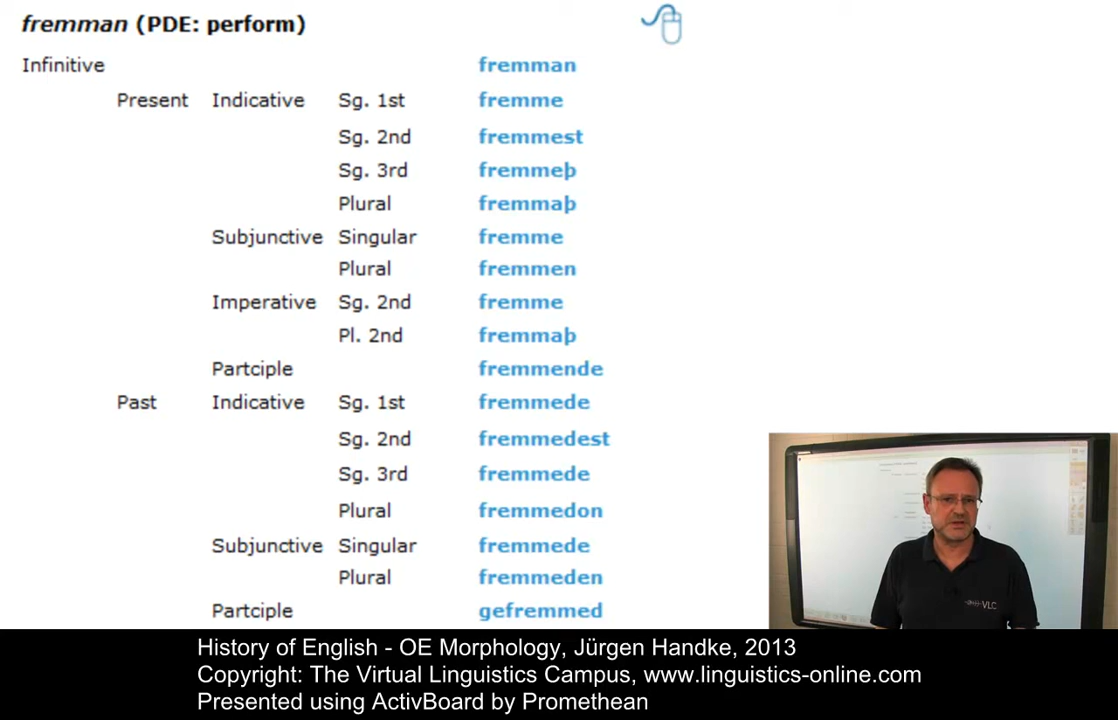 fremman (PDE: perform)
Infinitive fremman
Present Indicative Sg. 1st fremme
Sg. 2nd fremmest
Sg. 3rd fremmeþ
Plural fremmaþ
Subjunctive Singular fremme
Plural fremmen
Imperative Sg. 2nd fremme
Pl. 2nd fremmaþ
Partciple fremmende
Past Indicative Sg. 1st fremmede
Sg. 2nd fremmedest
Sg. 3rd fremmede
Plural fremmedon
Subjunctive Singular fremmede
Plural fremmeden
Partciple gefremmed
VLC
History of English - OE Morphology, Jürgen Handke, 2013
Copyright: The Virtual Linguistics Campus, www.linguistics-online.com
Presented using ActivBoard by Promethean